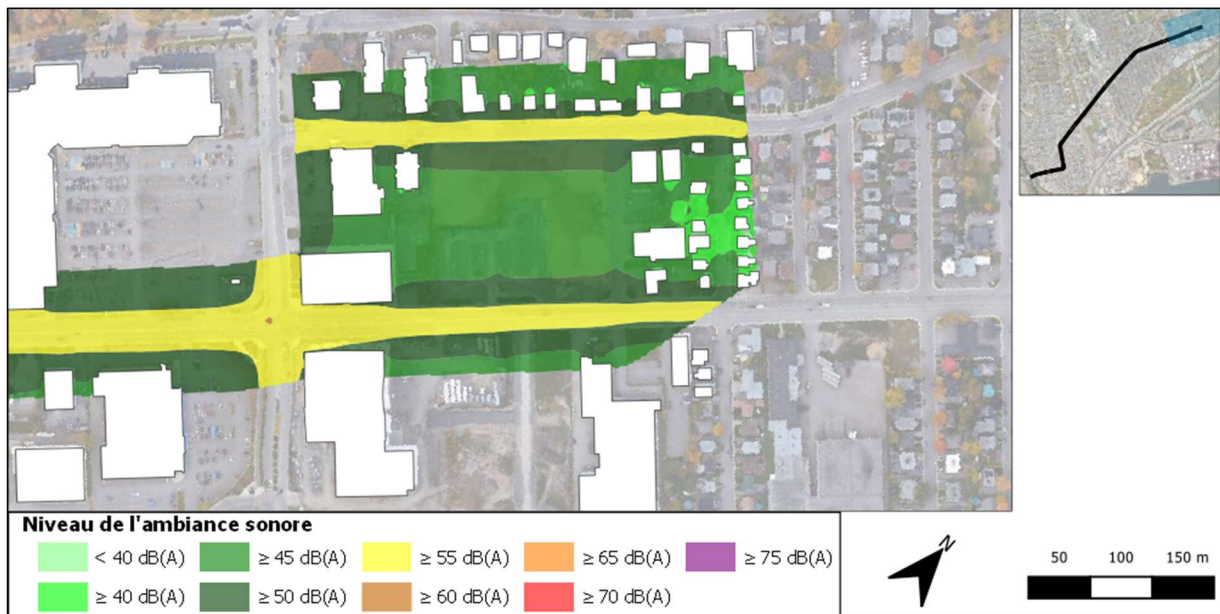 Niveau de l'ambiance sonore
< 40 dB(A) ≥ 45 dB(A) ≥ 55 dB(A) ≥ 65 dB(A) ≥ 75 dB(A)
≥ 40 dB(A) ≥ 50 dB(A) ≥ 60 dB(A) ≥ 70 dB(A)
N
50 100 150 m